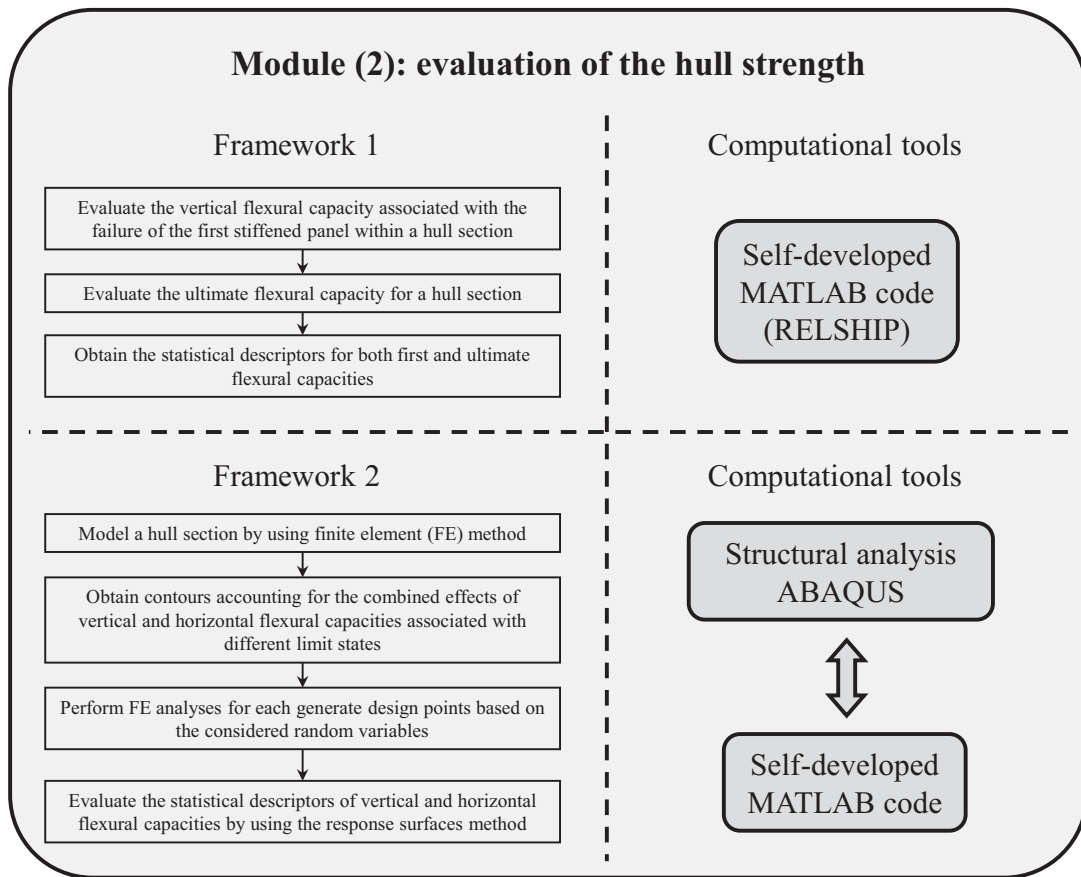 Module (2): evaluation of the hull strength
Framework 1
Evaluate the vertical flexural capacity associated with the
failure of the first stiffened panel within a hull section
Evaluate the ultimate flexural capacity for a hull section
Obtain the statistical descriptors for both first and ultimate
flexural capacities
Computational tools
Self-developed
MATLAB code
(RELSHIP)
Framework 2
Model a hull section by using finite element (FE) method
Obtain contours accounting for the combined effects of
vertical and horizontal flexural capacities associated with
different limit states
Perform FE analyses for each generate design points based on
the considered random variables
Evaluate the statistical descriptors of vertical and horizontal
flexural capacities by using the response surfaces method
Computational tools
Structural analysis
ABAQUS
Self-developed
MATLAB code